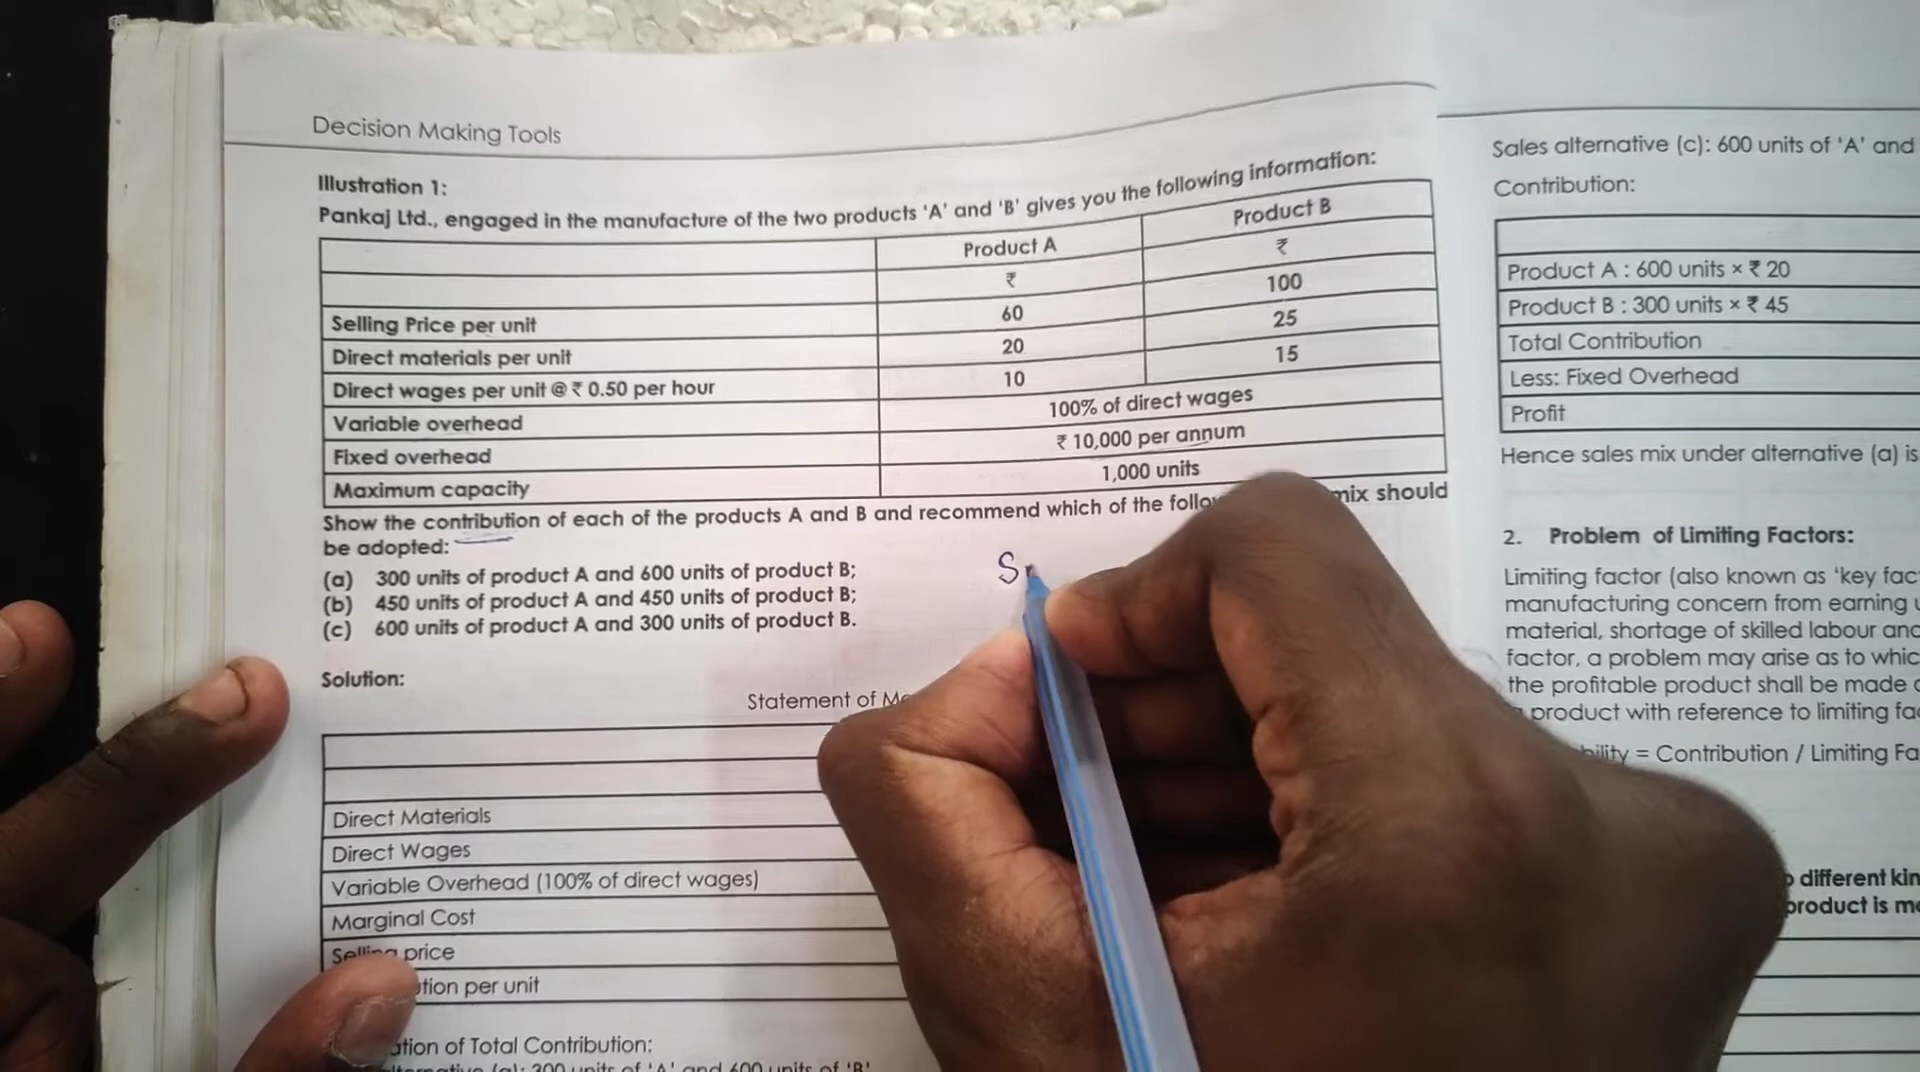 Decision Making Tools
Illustration 1:
Pankaj Ltd., engaged in the manufacture of the two products 'A' and 'B' gives you the following information:
Product A Product B
₹ ₹
Selling Price per unit 60 100
Direct materials per unit 20 25
Direct wages per unit @ ₹ 0.50 per hour 10 15
Variable overhead 100% of direct wages
Fixed overhead ₹ 10,000 per annum
Maximum capacity 1,000 units
Show the contribution of each of the products A and B and recommend which of the mix should
be adopted:
(a) 300 units of product A and 600 units of product B;
(b) 450 units of product A and 450 units of product B;
(c) 600 units of product A and 300 units of product B.
S
Solution:
Statement of
Direct Materials
Direct Wages
Variable Overhead (100% of direct wages)
Marginal Cost
Selling price
per unit
of Total Contribution:
(a): 300 units of 'A' and 600 units of 'B'
Sales alternative (c): 600 units of 'A' and
Contribution:
Product A : 600 units × ₹ 20
Product B : 300 units × ₹ 45
Total Contribution
Less: Fixed Overhead
Profit
Hence sales mix under alternative (a) is
2. Problem of Limiting Factors:
Limiting factor (also known as 'key
manufacturing concern from earning
material, shortage of skilled labour
factor, a problem may arise as to
the profitable product shall be made
product with reference to limiting
= Contribution / Limiting
different
product is